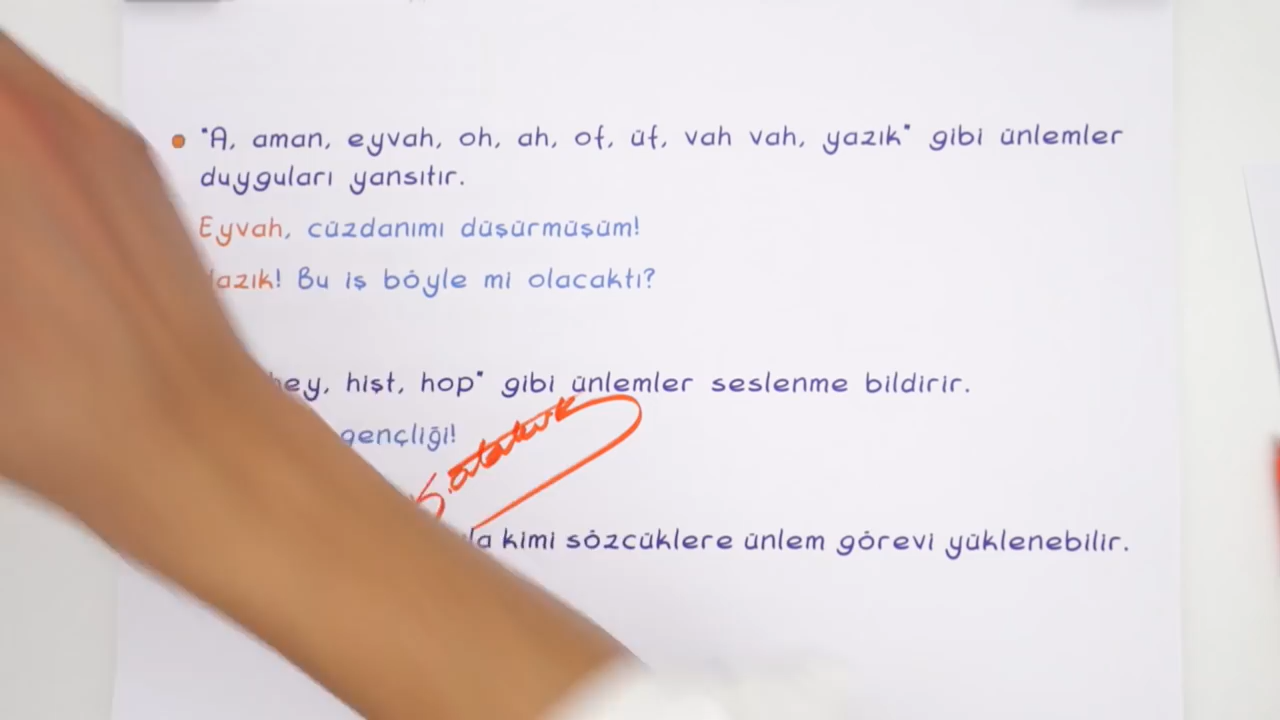 "A, aman, eyvah, oh, ah, of, üf, vah vah, yazık" gibi ünlemler
duyguları yansıtır.
Eyvah, cüzdanımı düşürmüşüm!
azık! Bu iş böyle mi olacaktı?
hey, hişt, hop" gibi ünlemler seslenme bildirir.
gençliği!
kimi sözcüklere ünlem görevi yüklenebilir.